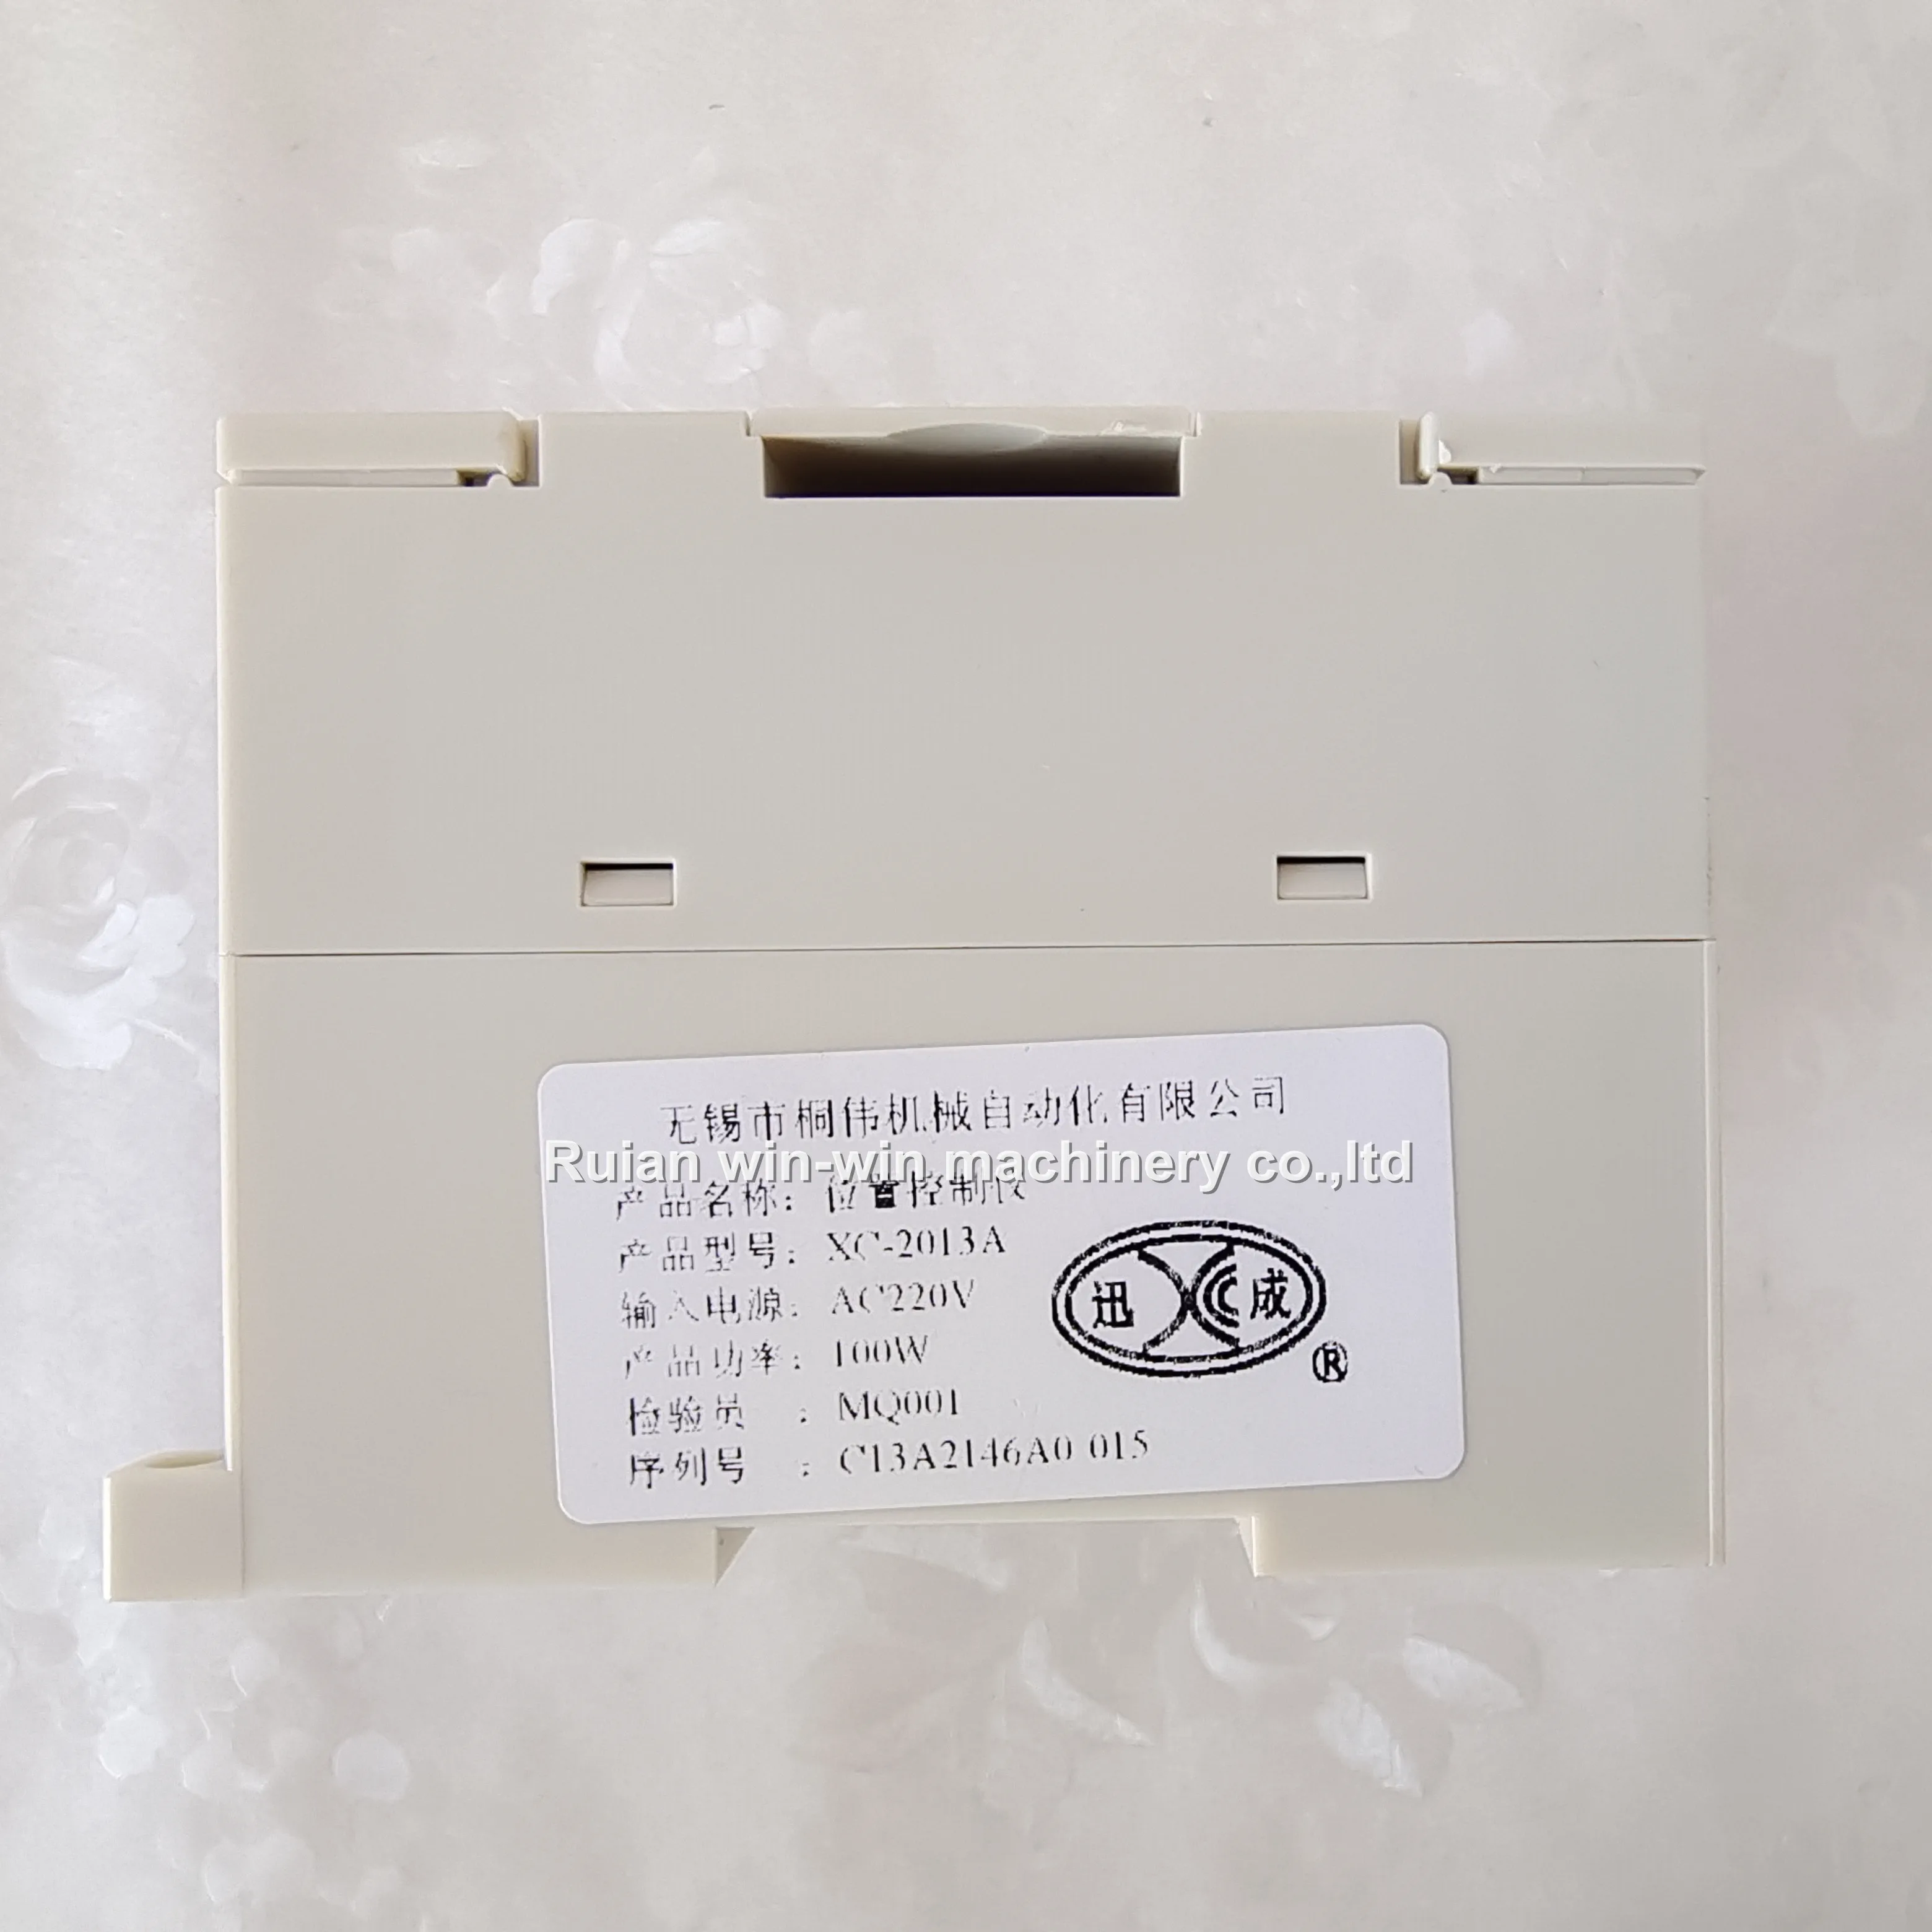 无锡市桐伟机械自动化有限公司
Ruian win-win machinery co.,ltd
产品名称: 位置控制仪
产品型号: XC-2013A
输入电源: AC220V
产品功率: 100W
检验员 : MQ001
序列号 : C13A2146A0 015
迅 成
®